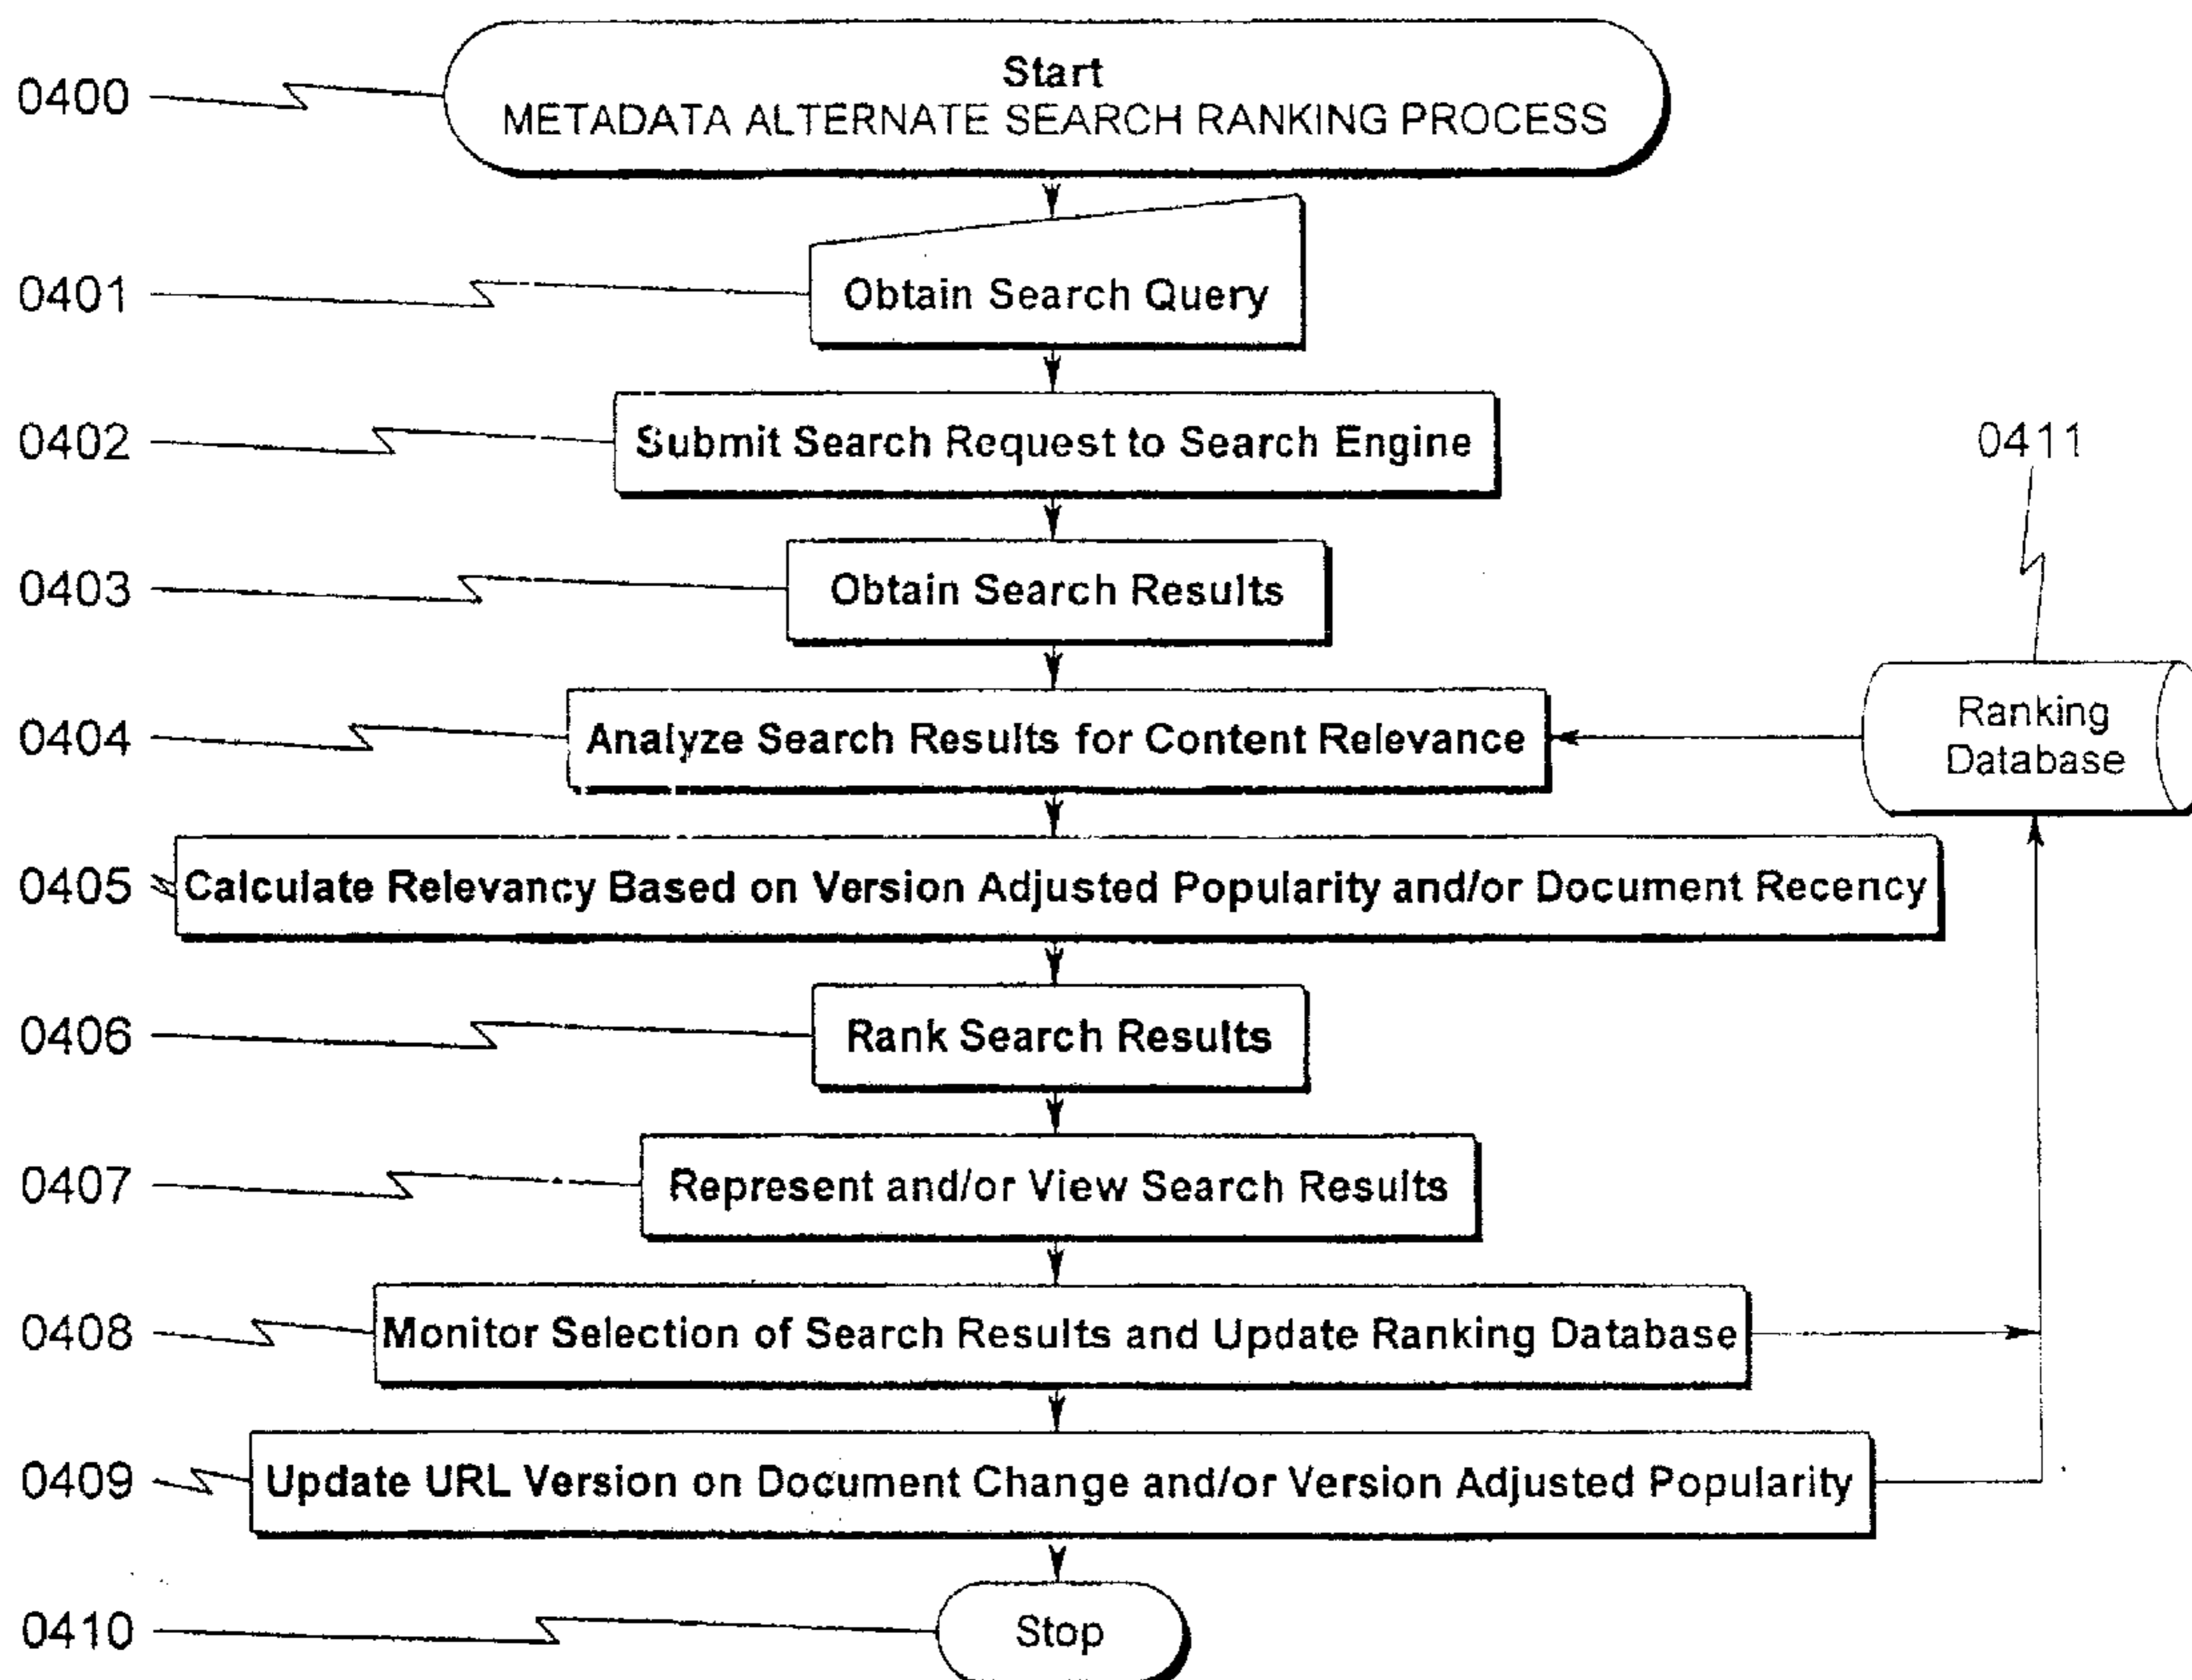 0400
Start
METADATA ALTERNATE SEARCH RANKING PROCESS
0401
Obtain Search Query
0402
Submit Search Request to Search Engine
0411
0403
Obtain Search Results
0404
Analyze Search Results for Content Relevance
Ranking
Database
0405
Calculate Relevancy Based on Version Adjusted Popularity and/or Document Recency
0406
Rank Search Results
0407
Represent and/or View Search Results
0408
Monitor Selection of Search Results and Update Ranking Database
0409
Update URL Version on Document Change and/or Version Adjusted Popularity
0410
Stop